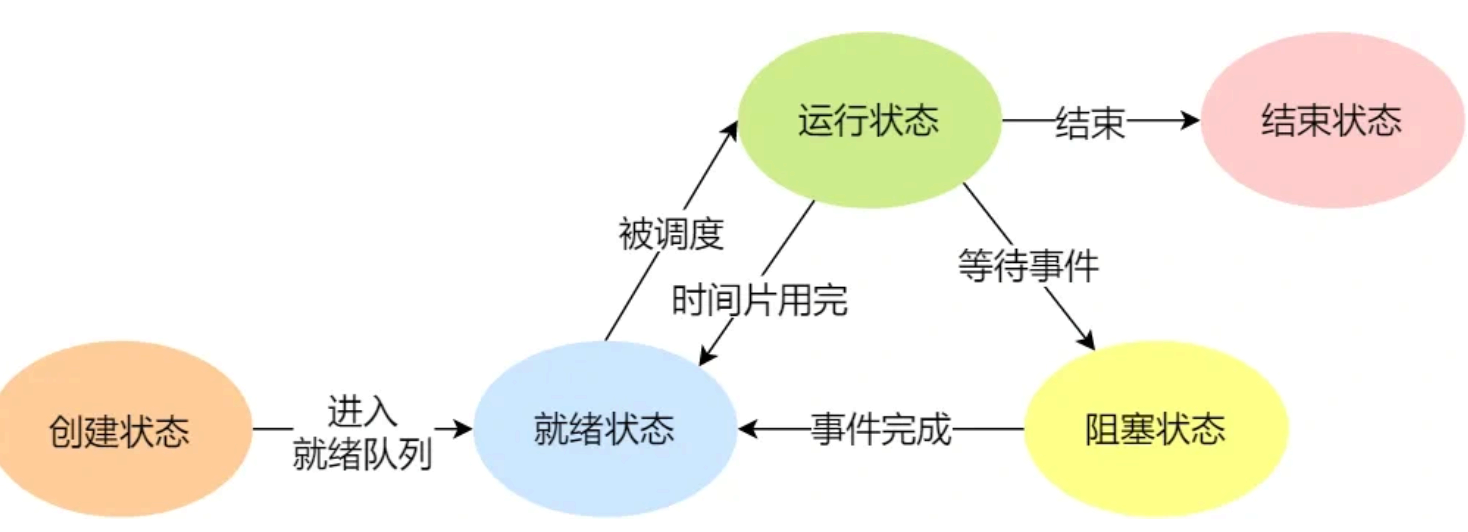 运行状态
结束
结束状态
被调度
等待事件
时间片用完
创建状态
进入
就绪队列
就绪状态
事件完成
阻塞状态